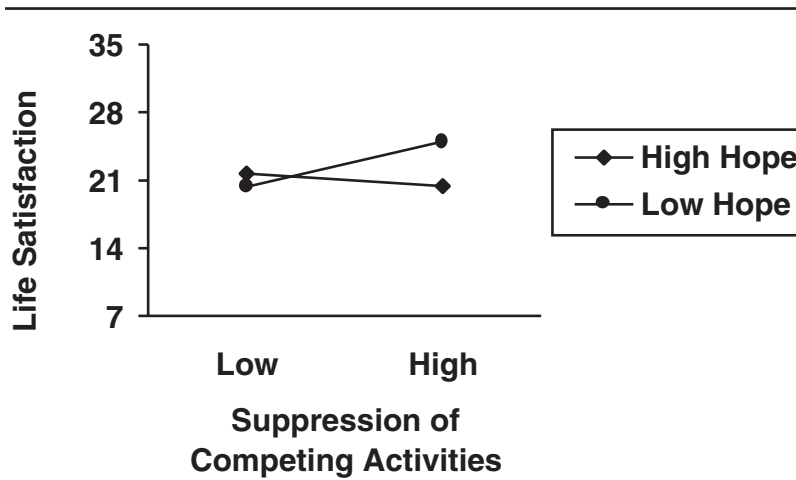 35
28
21
14
7
Life Satisfaction
Low
High
Suppression of
Competing Activities
High Hope
Low Hope